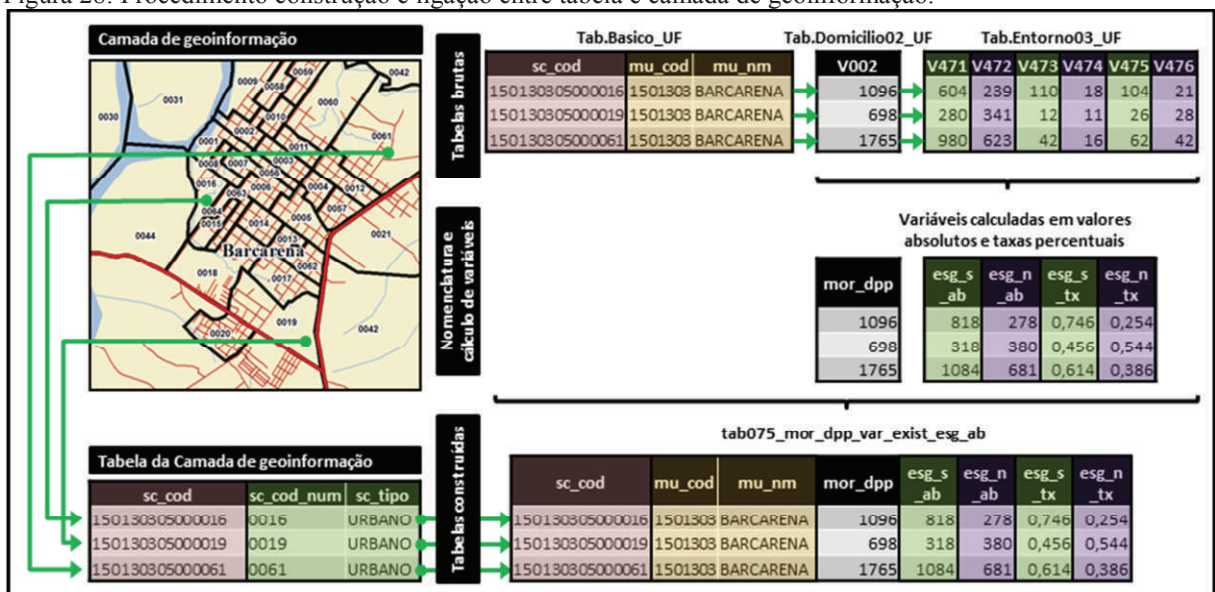 Figura 28: Procedimento construção e ligação entre tabela e camada de geoinformação.
Camada de geoinformação
0042
0059
0009
0058
0031
0060
0030
0010
0061
0002
0001
0011
0003
0008 0007
0056
0016
0006
0004
0012
0063
0057
0064
0005
0015
0014
0021
0044
0013
Barcarena
0062
0018
0017
0019
0042
0020
Tabelas brutas
Tab.Basico_UF Tab.Domicilio02_UF Tab.Entorno03_UF
sc_cod mu_cod mu_nm V002 V471 V472 V473 V474 V475 V476
150130305000016 1501303 BARCARENA 1096 604 239 110 18 104 21
150130305000019 1501303 BARCARENA 698 280 341 12 11 26 28
150130305000061 1501303 BARCARENA 1765 980 623 42 16 62 42
Nomenclatura e
cálculo de variáveis
Variáveis calculadas em valores
absolutos e taxas percentuais
mor_dpp esg_s_ab esg_n_ab esg_s_tx esg_n_tx
1096 818 278 0,746 0,254
698 318 380 0,456 0,544
1765 1084 681 0,614 0,386
Tabela da Camada de geoinformação
sc_cod sc_cod_num sc_tipo
150130305000016 0016 URBANO
150130305000019 0019 URBANO
150130305000061 0061 URBANO
Tabelas construídas
tab075_mor_dpp_var_exist_esg_ab
sc_cod mu_cod mu_nm mor_dpp esg_s_ab esg_n_ab esg_s_tx esg_n_tx
150130305000016 1501303 BARCARENA 1096 818 278 0,746 0,254
150130305000019 1501303 BARCARENA 698 318 380 0,456 0,544
150130305000061 1501303 BARCARENA 1765 1084 681 0,614 0,386